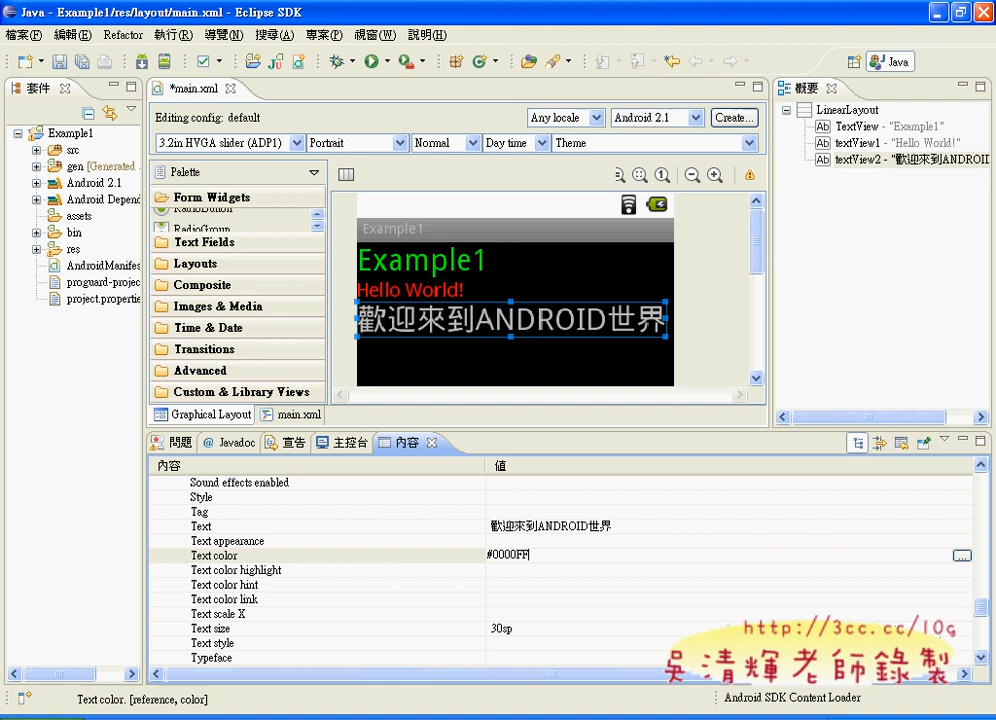 Java - Example1/res/layout/main.xml - Eclipse SDK
檔案(F) 編輯(E) Refactor 執行(R) 導覽(N) 搜尋(A) 專案(P) 視窗(W) 說明(H)
Java
套件
Example1
src
gen [Generated
Android 2.1
Android Depend
assets
bin
res
AndroidManifes
proguard-projec
project.propertie
*main.xml
Editing config: default
Any locale
Android 2.1
Create...
3.2in HVGA slider (ADP1)
Portrait
Normal
Day time
Theme
Palette
Form Widgets
RadioButton
RadioGroup
Text Fields
Layouts
Composite
Images & Media
Time & Date
Transitions
Advanced
Custom & Library Views
Example1
Example1
Hello World!
歡迎來到ANDROID世界
Graphical Layout
main.xml
概要
LinearLayout
Ab TextView - "Example1"
Ab textView1 - "Hello World!"
Ab textView2 - "歡迎來到ANDROI
問題 @ Javadoc 宣告 主控台 內容
內容 值
Sound effects enabled
Style
Tag
Text 歡迎來到ANDROID世界
Text appearance
Text color #0000FF
...
Text color highlight
Text color hint
Text color link
Text scale X
Text size 30sp
Text style
Typeface
http://3cc.cc/10g
吳清輝老師錄製
Text color. [reference, color]
Android SDK Content Loader